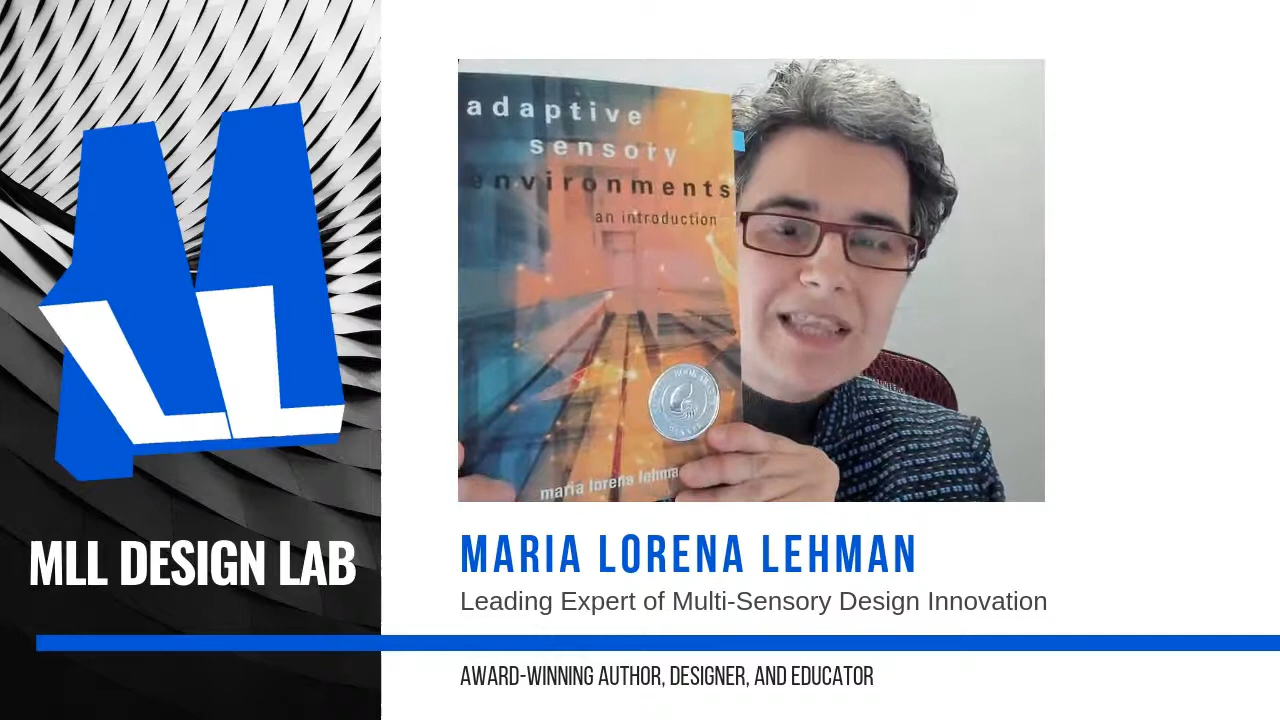 adaptive
sensory
environments
an introduction
maria lorena lehma
MLL DESIGN LAB
MARIA LORENA LEHMAN
Leading Expert of Multi-Sensory Design Innovation
AWARD-WINNING AUTHOR, DESIGNER, AND EDUCATOR